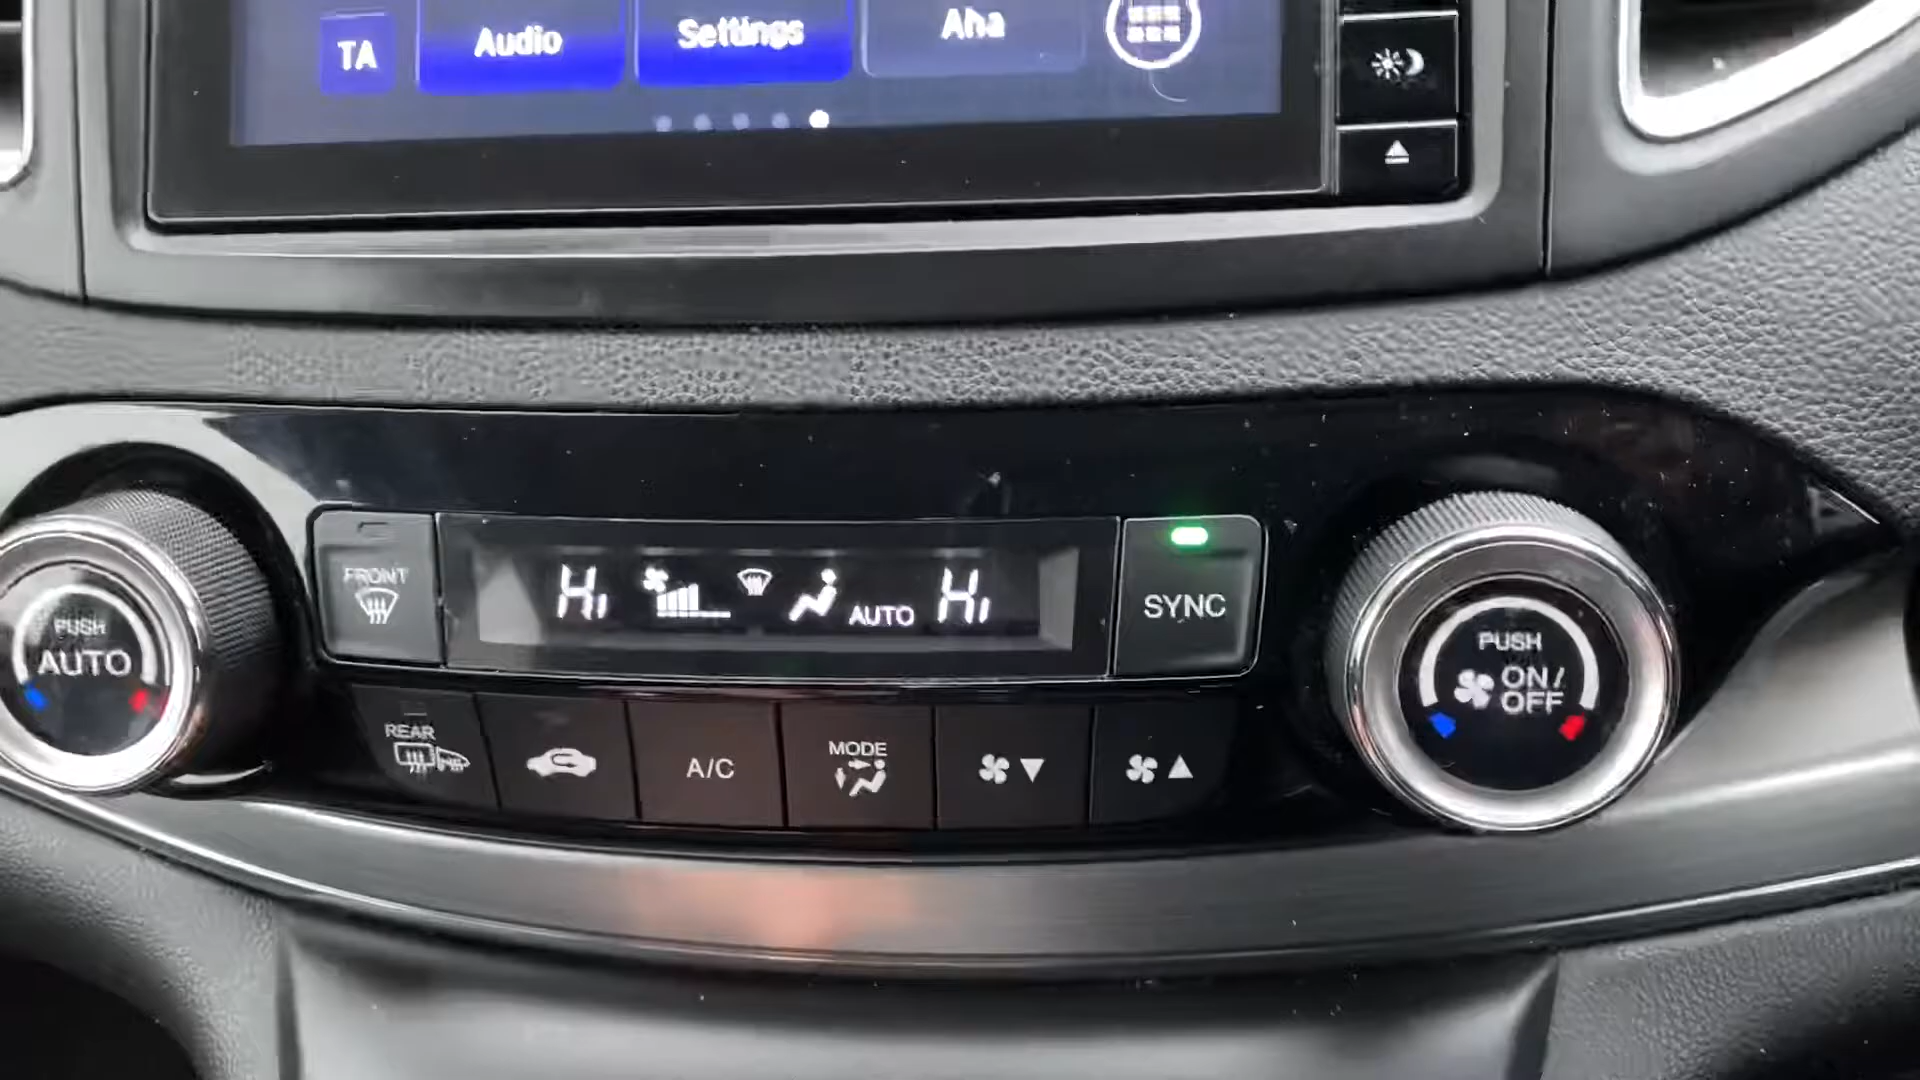 TA
Audio
Settings
Aha
FRONT
Hi
AUTO
Hi
SYNC
PUSH
AUTO
PUSH
ON/
OFF
REAR
A/C
MODE